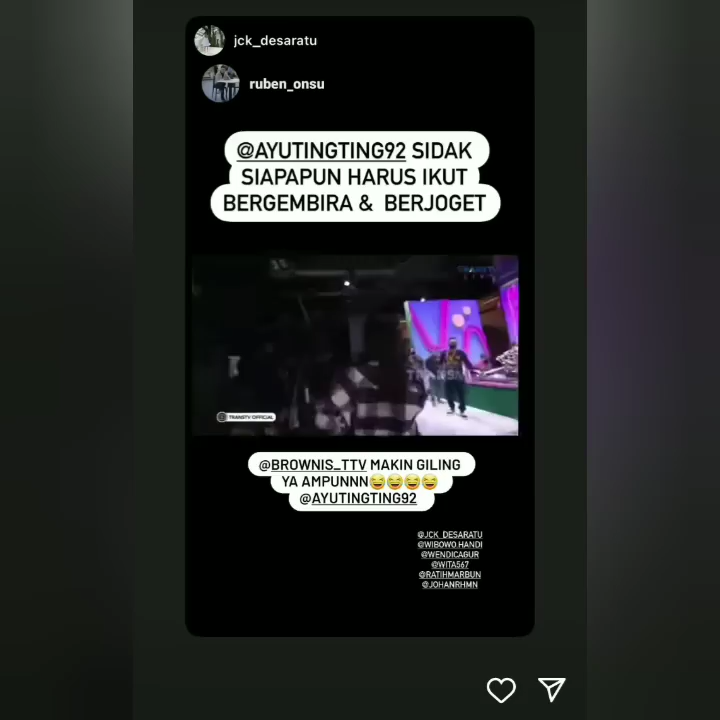 jck_desaratu
ruben_onsu
@AYUTINGTING92 SIDAK
SIAPAPUN HARUS IKUT
BERGEMBIRA & BERJOGET
TRANSTV OFFICIAL
@BROWNIS_TTV MAKIN GILING
YA AMPUNNN😂😂😂😂
@AYUTINGTING92
@JCK_DESARATU
@WIBOWO.HANDI
@WENDICAGUR
@WITA567
@RATIHMARBUN
@JOHANRHMN